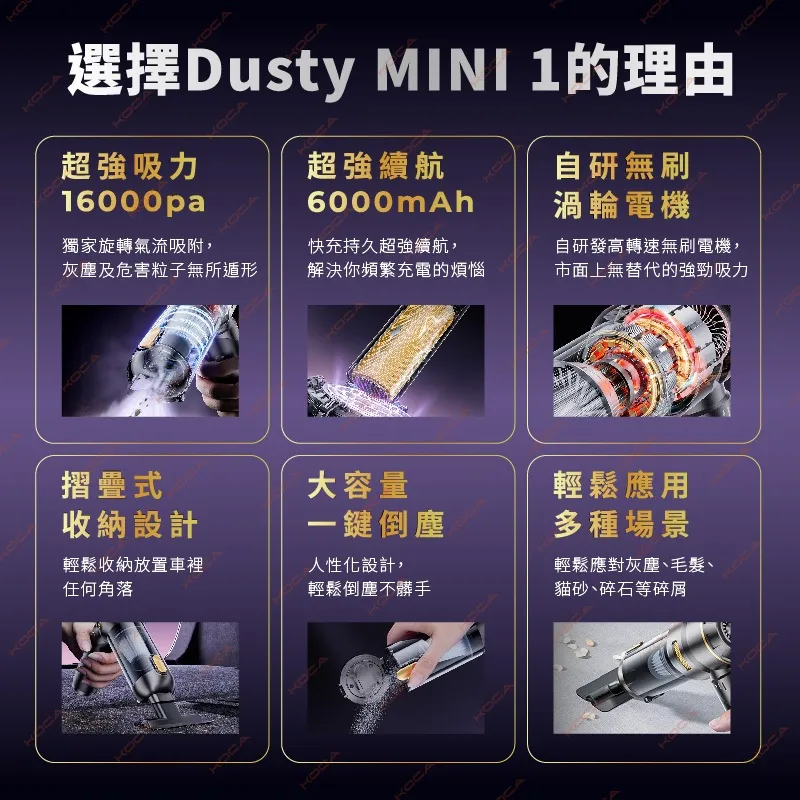 選擇Dusty MINI 1的理由
超強吸力
16000pa
獨家旋轉氣流吸附，
灰塵及危害粒子無所遁形
超強續航
6000mAh
快充持久超強續航，
解決你頻繁充電的煩惱
自研無刷
渦輪電機
自研發高轉速無刷電機，
市面上無替代的強勁吸力
摺疊式
收納設計
輕鬆收納放置車裡
任何角落
大容量
一鍵倒塵
人性化設計，
輕鬆倒塵不髒手
輕鬆應用
多種場景
輕鬆應對灰塵、毛髮、
貓砂、碎石等碎屑
KOCA